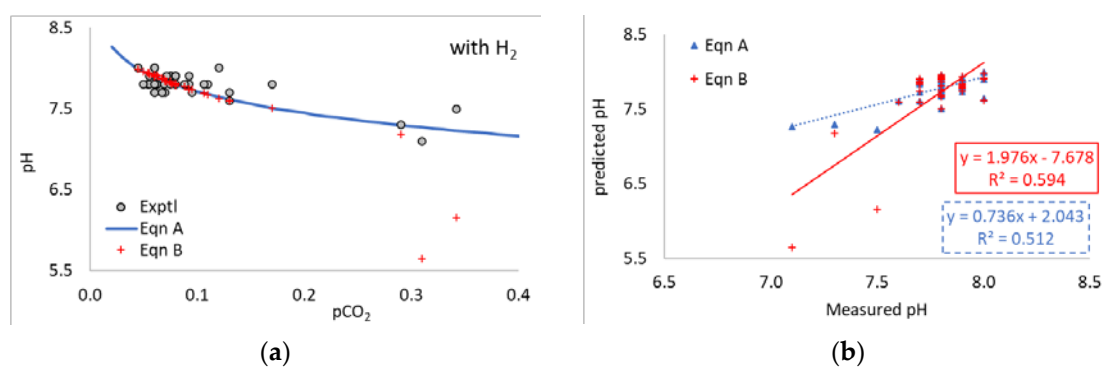 8.5
7.5
6.5
5.5
pH
with H₂
Exptl
Eqn A
Eqn B
0.0
0.1
0.2
0.3
0.4
pCO₂
(a)
8.5
7.5
6.5
5.5
predicted pH
Eqn A
Eqn B
y = 1.976x - 7.678
R² = 0.594
y = 0.736x + 2.043
R² = 0.512
6.5
7.0
7.5
8.0
8.5
Measured pH
(b)